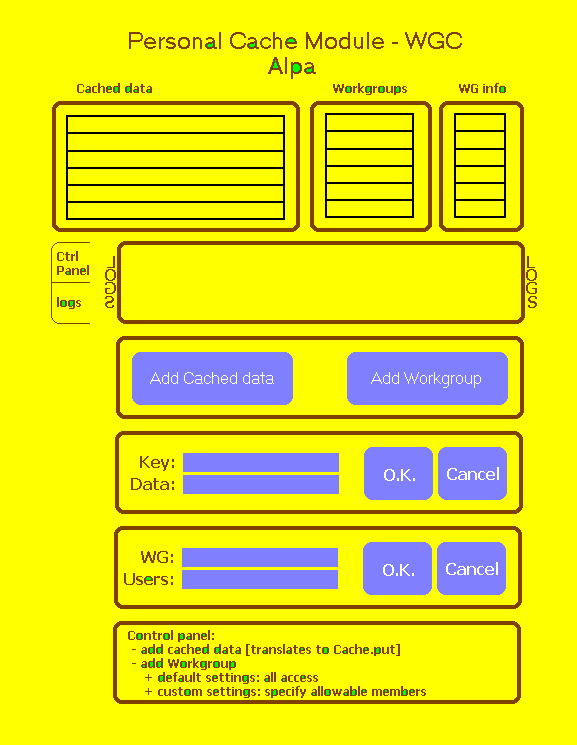 Personal Cache Module - WGC
Alpa
Cached data
Workgroups
WG info
Ctrl
Panel
logs
LOGS
LOGS
Add Cached data
Add Workgroup
Key:
Data:
O.K.
Cancel
WG:
Users:
O.K.
Cancel
Control panel:
- add cached data [translates to Cache.put]
- add Workgroup
+ default settings: all access
+ custom settings: specify allowable members